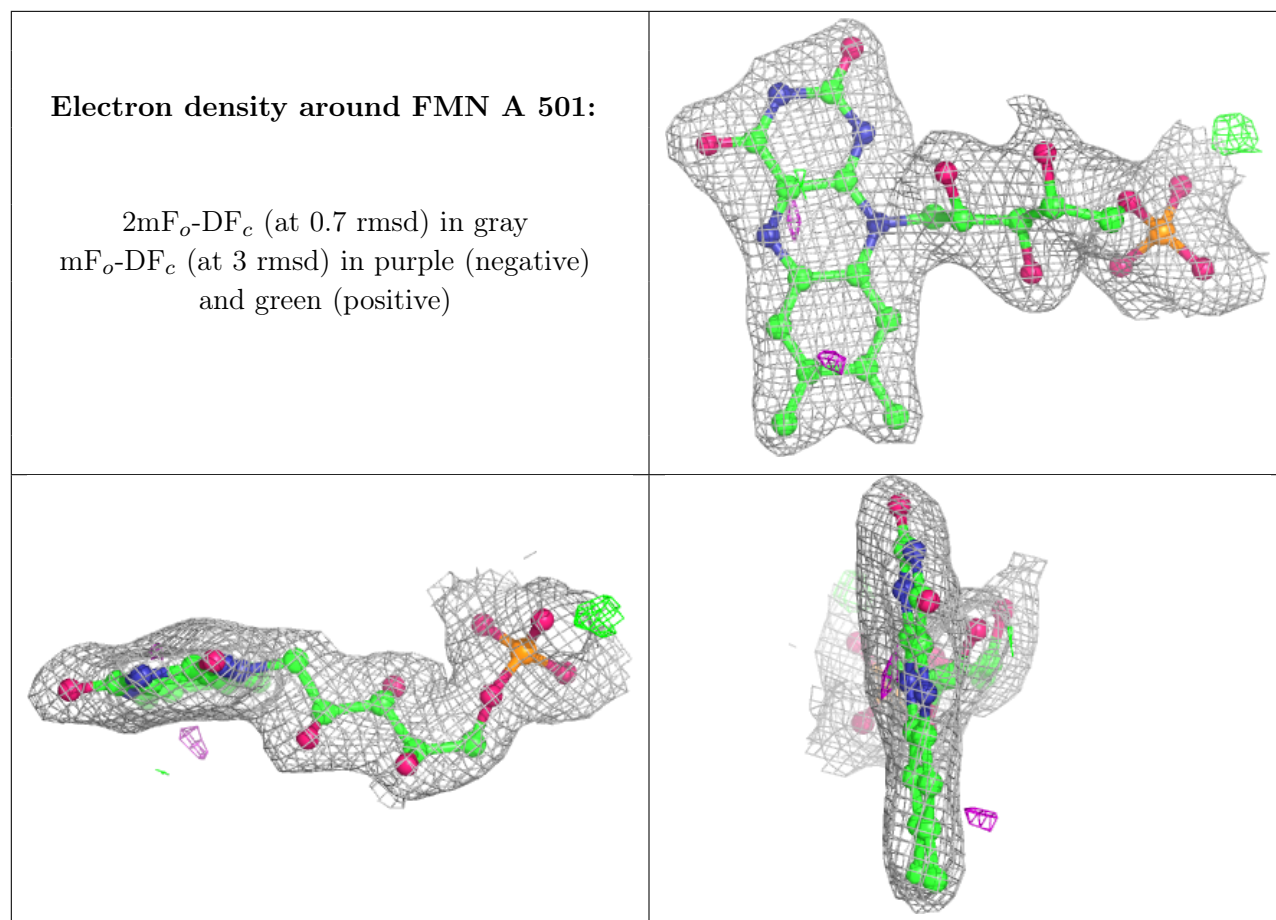 Electron density around FMN A 501:
2mFo-DFc (at 0.7 rmsd) in gray
mFo-DFc (at 3 rmsd) in purple (negative)
and green (positive)